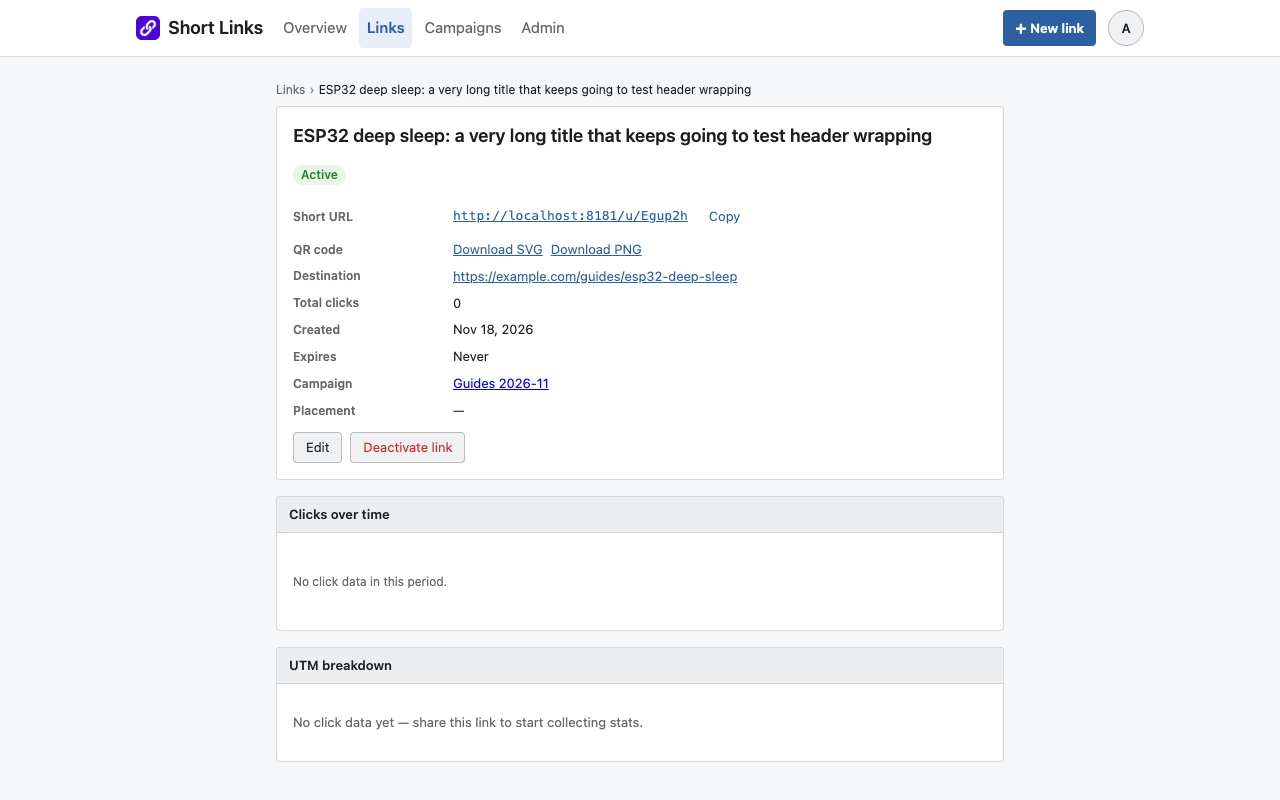 Short Links Overview Links Campaigns Admin + New link A
Links › ESP32 deep sleep: a very long title that keeps going to test header wrapping
ESP32 deep sleep: a very long title that keeps going to test header wrapping
Active
Short URL http://localhost:8181/u/Egup2h Copy
QR code Download SVG Download PNG
Destination https://example.com/guides/esp32-deep-sleep
Total clicks 0
Created Nov 18, 2026
Expires Never
Campaign Guides 2026-11
Placement —
Edit Deactivate link
Clicks over time
No click data in this period.
UTM breakdown
No click data yet — share this link to start collecting stats.